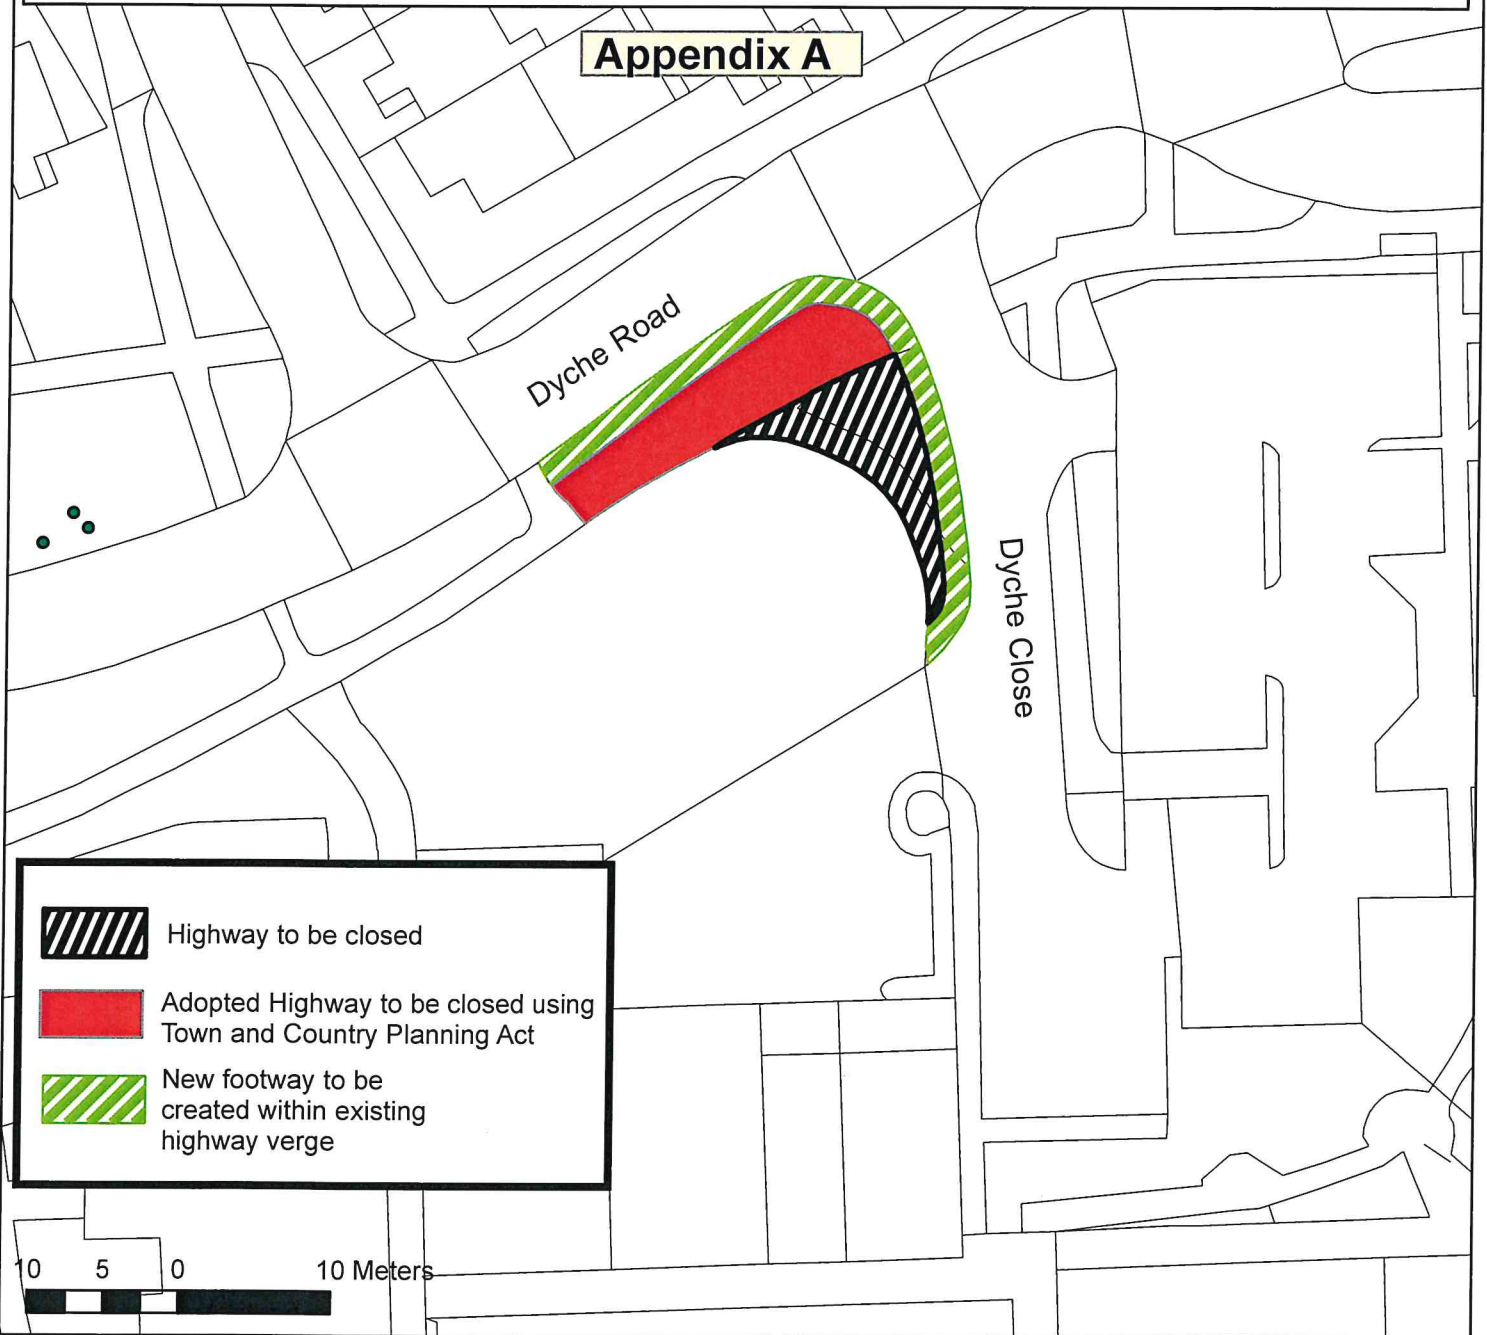 Appendix A
Dyche Road
Dyche Close
Highway to be closed
Adopted Highway to be closed using
Town and Country Planning Act
New footway to be
created within existing
highway verge
10 5 0 10 Meters